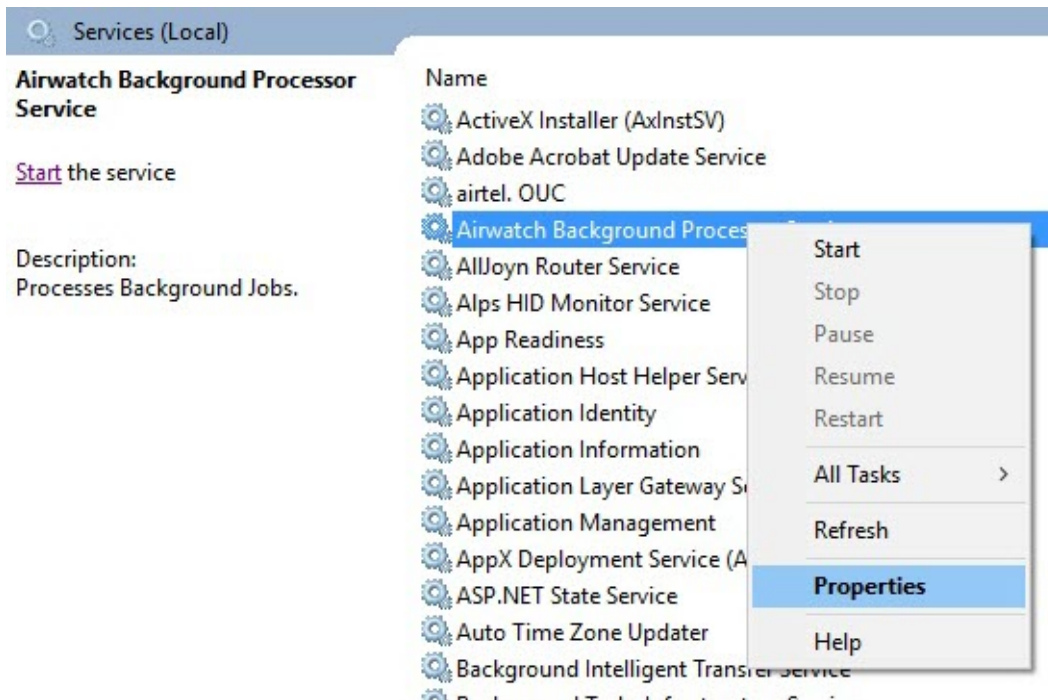 Services (Local)
Airwatch Background Processor
Service
Start the service
Description:
Processes Background Jobs.
Name
ActiveX Installer (AxInstSV)
Adobe Acrobat Update Service
airtel. OUC
Airwatch Background Proces
AllJoyn Router Service
Alps HID Monitor Service
App Readiness
Application Host Helper Serv
Application Identity
Application Information
Application Layer Gateway Se
Application Management
AppX Deployment Service (A
ASP.NET State Service
Auto Time Zone Updater
Background Intelligent Transfer Service
Start
Stop
Pause
Resume
Restart
All Tasks
Refresh
Properties
Help